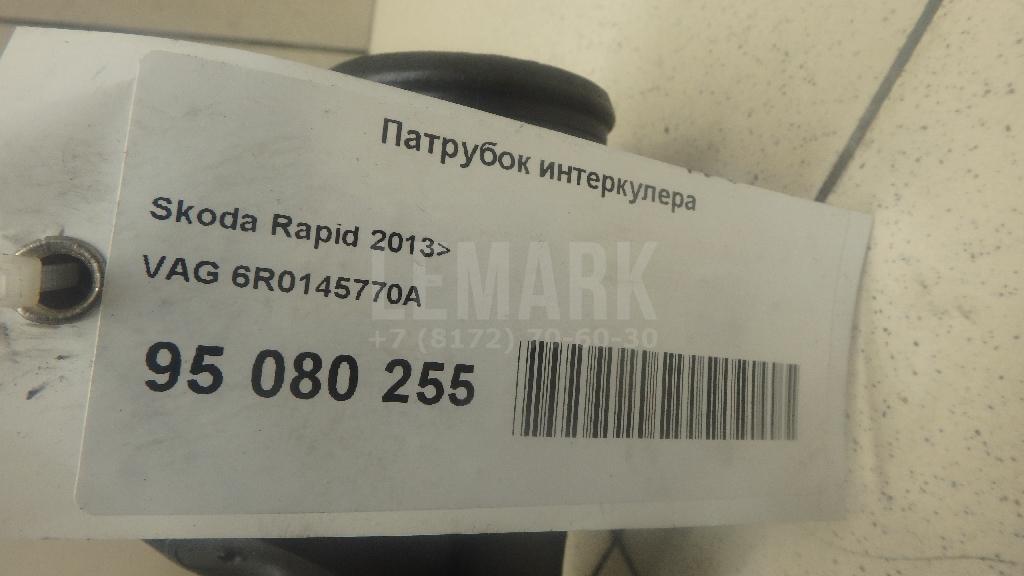 Патрубок интеркулера
Skoda Rapid 2013>
VAG 6R0145770A
LEMARK
+7 (8172) 70-60-30
95 080 255